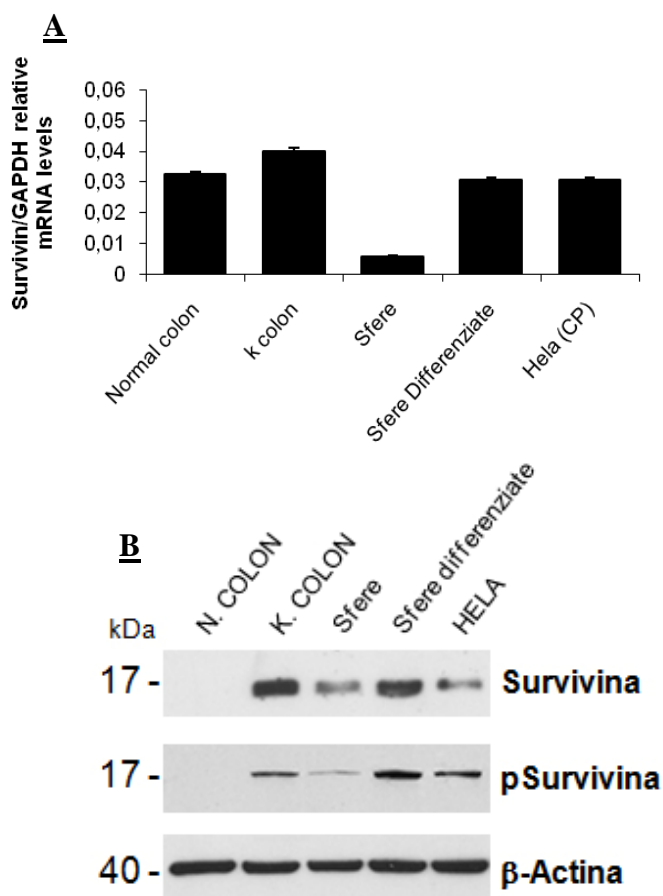 A
Survivin/GAPDH relative
mRNA levels
0,06
0,05
0,04
0,03
0,02
0,01
0
Normal colon
k colon
Sfere
Sfere Differenziate
Hela (CP)
B
kDa
N. COLON
K. COLON
Sfere
Sfere differenziate
HELA
17 -
Survivina
17 -
pSurvivina
40 -
β-Actina